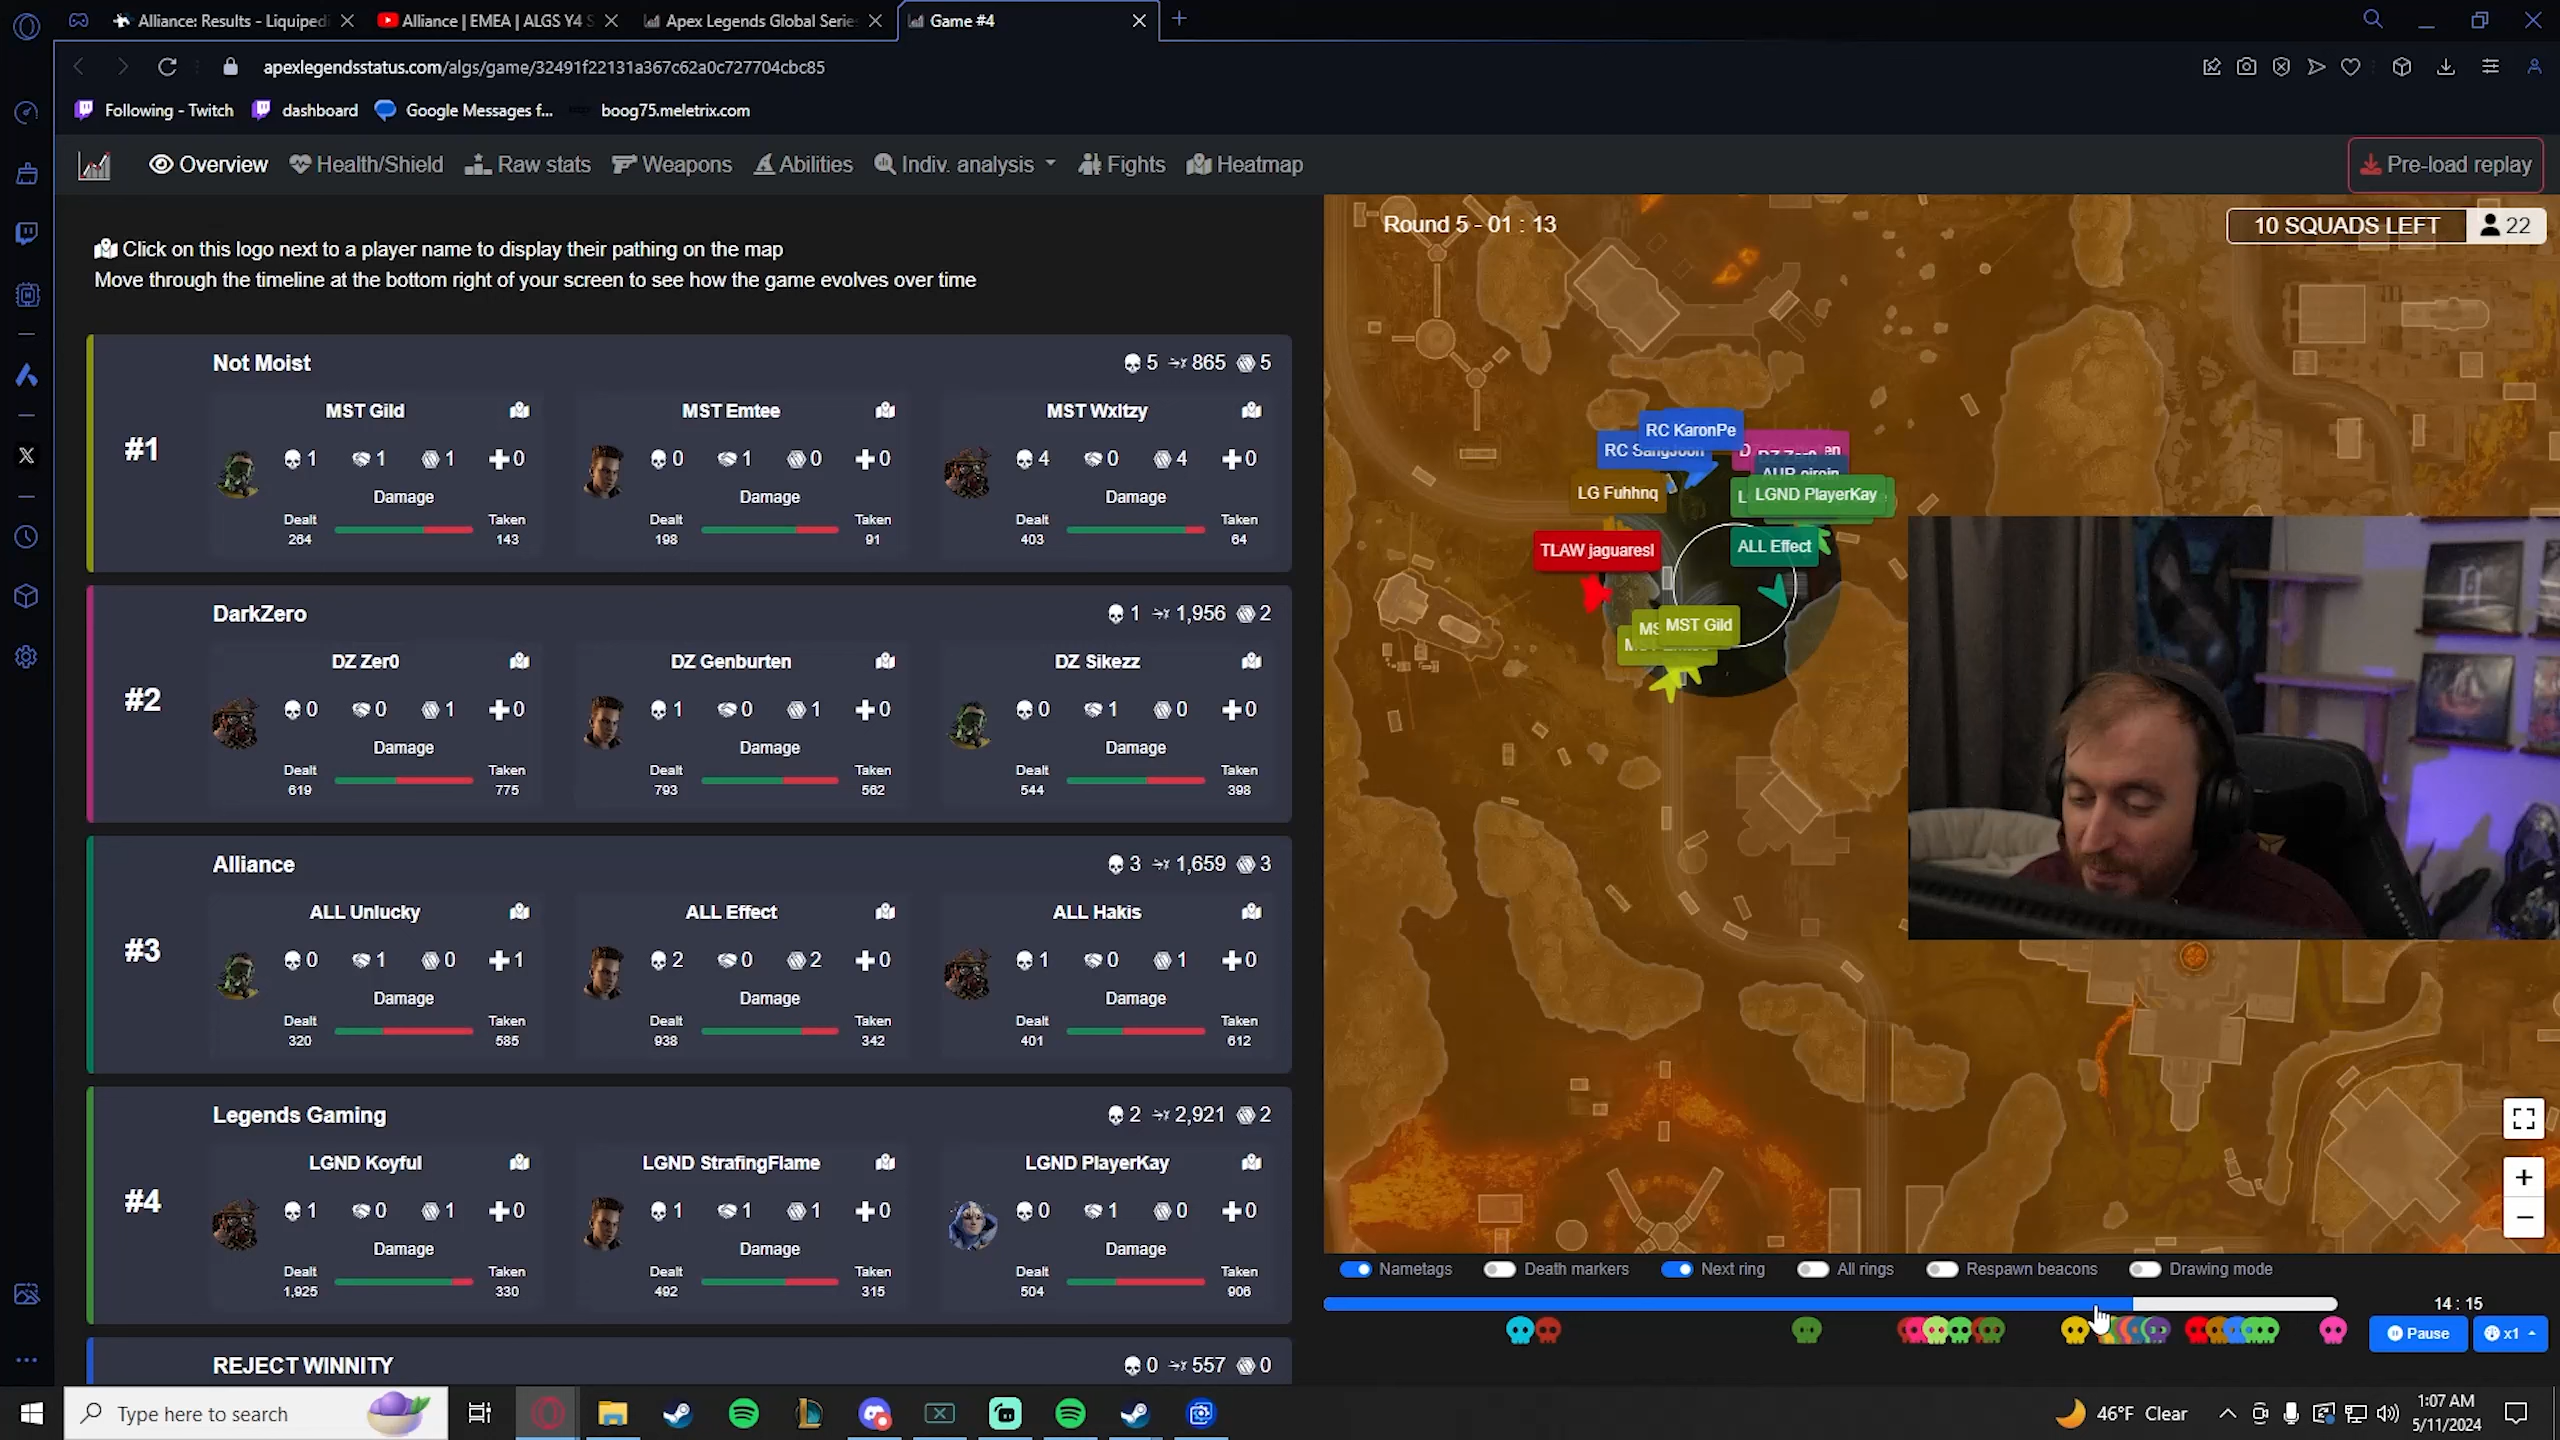 Alliance: Results - Liquipedi
Alliance | EMEA | ALGS Y4 S
Apex Legends Global Serie
Game #4
apexlegendsstatus.com/algs/game/32491f22131a367c62a0c727704cbc85
Following - Twitch
dashboard
Google Messages f...
boog75.meletrix.com
Overview
Health/Shield
Raw stats
Weapons
Abilities
Indiv. analysis
Fights
Heatmap
Pre-load replay
Click on this logo next to a player name to display their pathing on the map
Move through the timeline at the bottom right of your screen to see how the game evolves over time
#1
Not Moist
5 865 5
MST Gild
1 1 1 0
Damage
Dealt
264
Taken
143
MST Emtee
0 1 0 0
Damage
Dealt
198
Taken
91
MST Wxltzy
4 0 4 0
Damage
Dealt
403
Taken
64
#2
DarkZero
1 1,956 2
DZ Zer0
0 0 1 0
Damage
Dealt
619
Taken
775
DZ Genburten
1 0 1 0
Damage
Dealt
793
Taken
562
DZ Sikezz
0 1 0 0
Damage
Dealt
544
Taken
398
#3
Alliance
3 1,659 3
ALL Unlucky
0 1 0 1
Damage
Dealt
320
Taken
585
ALL Effect
2 0 2 0
Damage
Dealt
938
Taken
342
ALL Hakis
1 0 1 0
Damage
Dealt
401
Taken
612
#4
Legends Gaming
2 2,921 2
LGND Koyful
1 0 1 0
Damage
Dealt
1,925
Taken
330
LGND StrafingFlame
1 1 1 0
Damage
Dealt
492
Taken
315
LGND PlayerKay
0 1 0 0
Damage
Dealt
504
Taken
906
REJECT WINNITY
0 557 0
Round 5 - 01 : 13
10 SQUADS LEFT
22
RC KaronPe
RC SangJoon
LG Fuhhnq
LGND PlayerKay
TLAW jaguaresl
ALL Effect
MST Gild
Nametags
Death markers
Next ring
All rings
Respawn beacons
Drawing mode
14 : 15
Pause
x1
Type here to search
46°F Clear
1:07 AM
5/11/2024